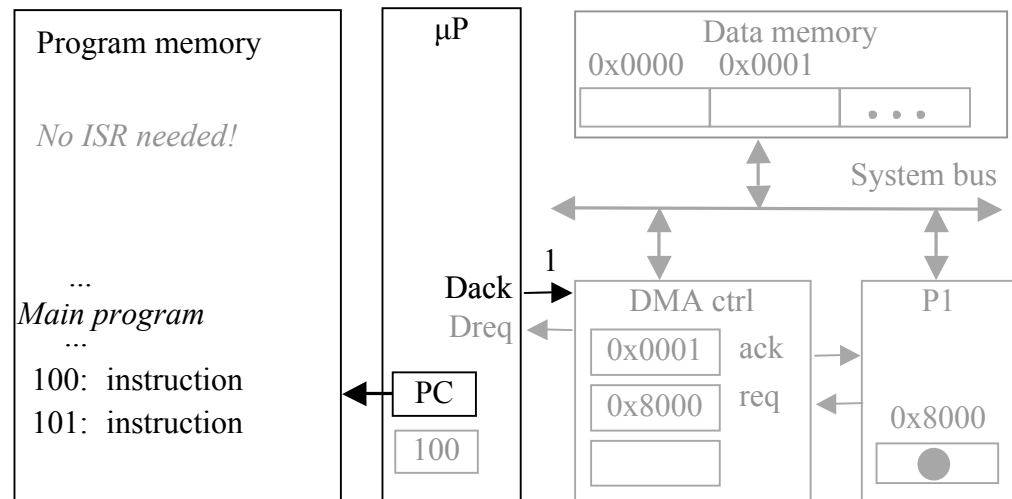 Program memory
No ISR needed!
...
Main program
...
100: instruction
101: instruction
μP
Dack
Dreq
PC
100
1
Data memory
0x0000 0x0001
...
System bus
DMA ctrl
0x0001
0x8000
ack
req
P1
0x8000